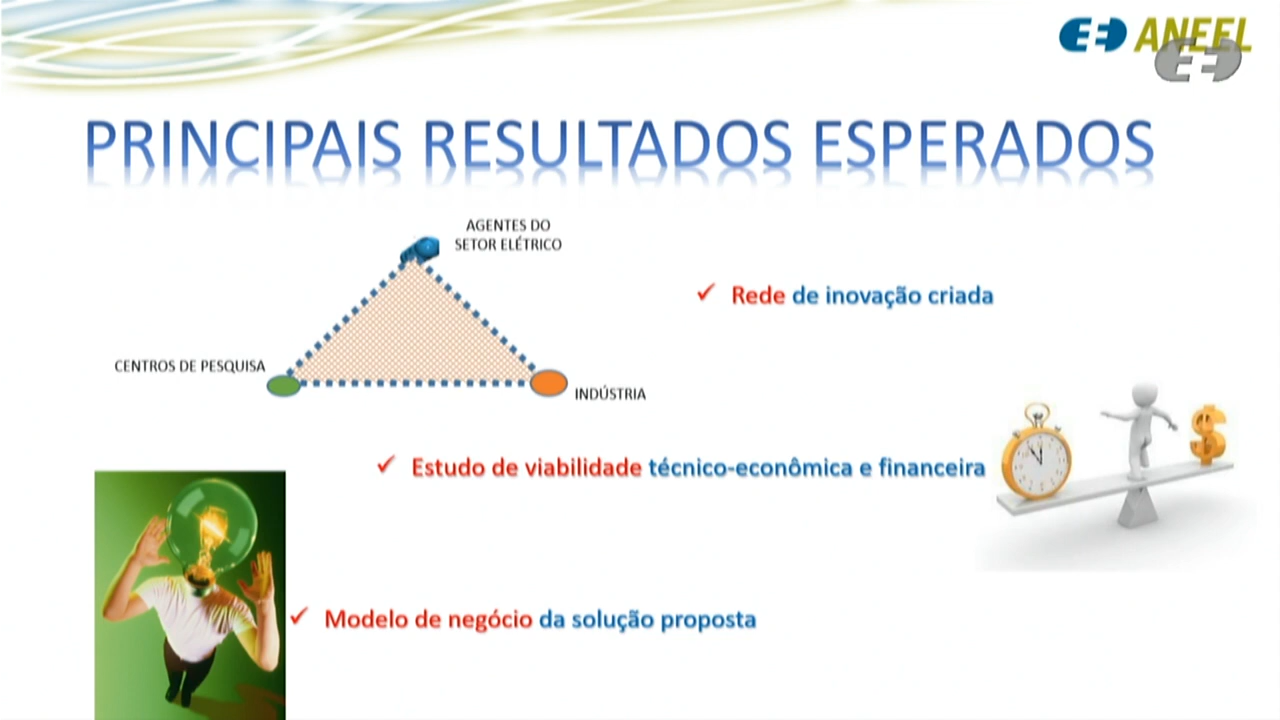 ANEEL
PRINCIPAIS RESULTADOS ESPERADOS
AGENTES DO
SETOR ELÉTRICO
Rede de inovação criada
CENTROS DE PESQUISA
INDÚSTRIA
Estudo de viabilidade técnico-econômica e financeira
Modelo de negócio da solução proposta